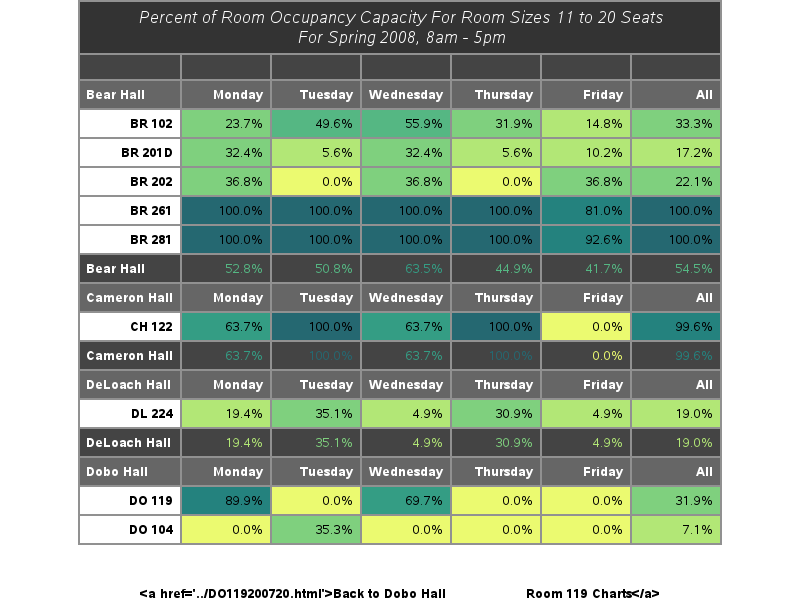 Percent of Room Occupancy Capacity For Room Sizes 11 to 20 Seats
For Spring 2008, 8am - 5pm
Bear Hall Monday Tuesday Wednesday Thursday Friday All
BR 102 23.7% 49.6% 55.9% 31.9% 14.8% 33.3%
BR 201D 32.4% 5.6% 32.4% 5.6% 10.2% 17.2%
BR 202 36.8% 0.0% 36.8% 0.0% 36.8% 22.1%
BR 261 100.0% 100.0% 100.0% 100.0% 81.0% 100.0%
BR 281 100.0% 100.0% 100.0% 100.0% 92.6% 100.0%
Bear Hall 52.8% 50.8% 63.5% 44.9% 41.7% 54.5%
Cameron Hall Monday Tuesday Wednesday Thursday Friday All
CH 122 63.7% 100.0% 63.7% 100.0% 0.0% 99.6%
Cameron Hall 63.7% 100.0% 63.7% 100.0% 0.0% 99.6%
DeLoach Hall Monday Tuesday Wednesday Thursday Friday All
DL 224 19.4% 35.1% 4.9% 30.9% 4.9% 19.0%
DeLoach Hall 19.4% 35.1% 4.9% 30.9% 4.9% 19.0%
Dobo Hall Monday Tuesday Wednesday Thursday Friday All
DO 119 89.9% 0.0% 69.7% 0.0% 0.0% 31.9%
DO 104 0.0% 35.3% 0.0% 0.0% 0.0% 7.1%
<a href='../DO119200720.html'>Back to Dobo Hall Room 119 Charts</a>